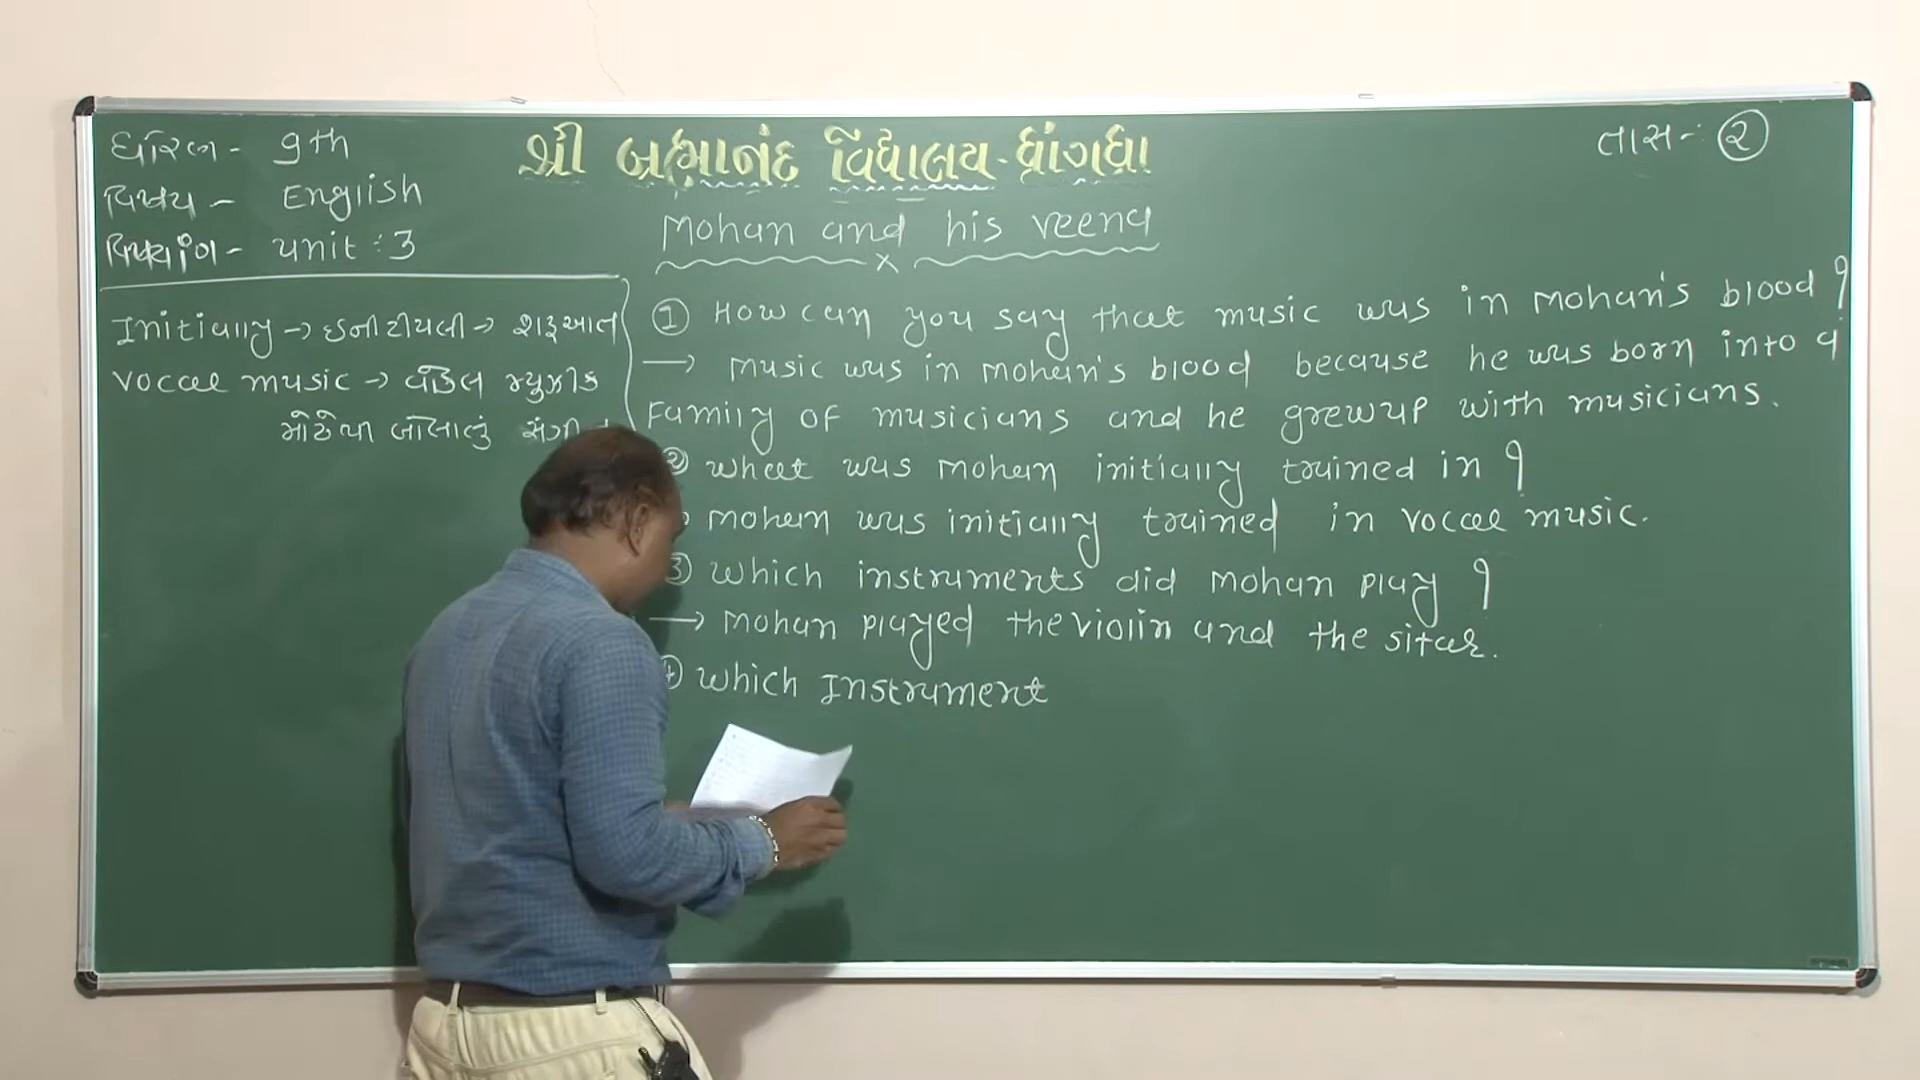 ધોરણ - 9th
વિષય - English
વિષયાંગ - unit : 3
શ્રી બ્રહ્માનંદ વિદ્યાલય - ધ્રાંગધ્રા
તાસ - ૨
Mohan and his veena
Initially → ઇનીટીયલી → શરૂઆત
vocal music → વોકલ મ્યુઝીક
મોઢેથી બોલાતું
① How can you say that music was in Mohan's blood ?
→ Music was in Mohan's blood because he was born into a
Family of musicians and he grewup with musicians.
② What was Mohan initially trained in ?
Mohan was initially trained in vocal music.
③ Which instruments did Mohan play ?
→ Mohan played the violin and the sitar.
④ Which Instrument